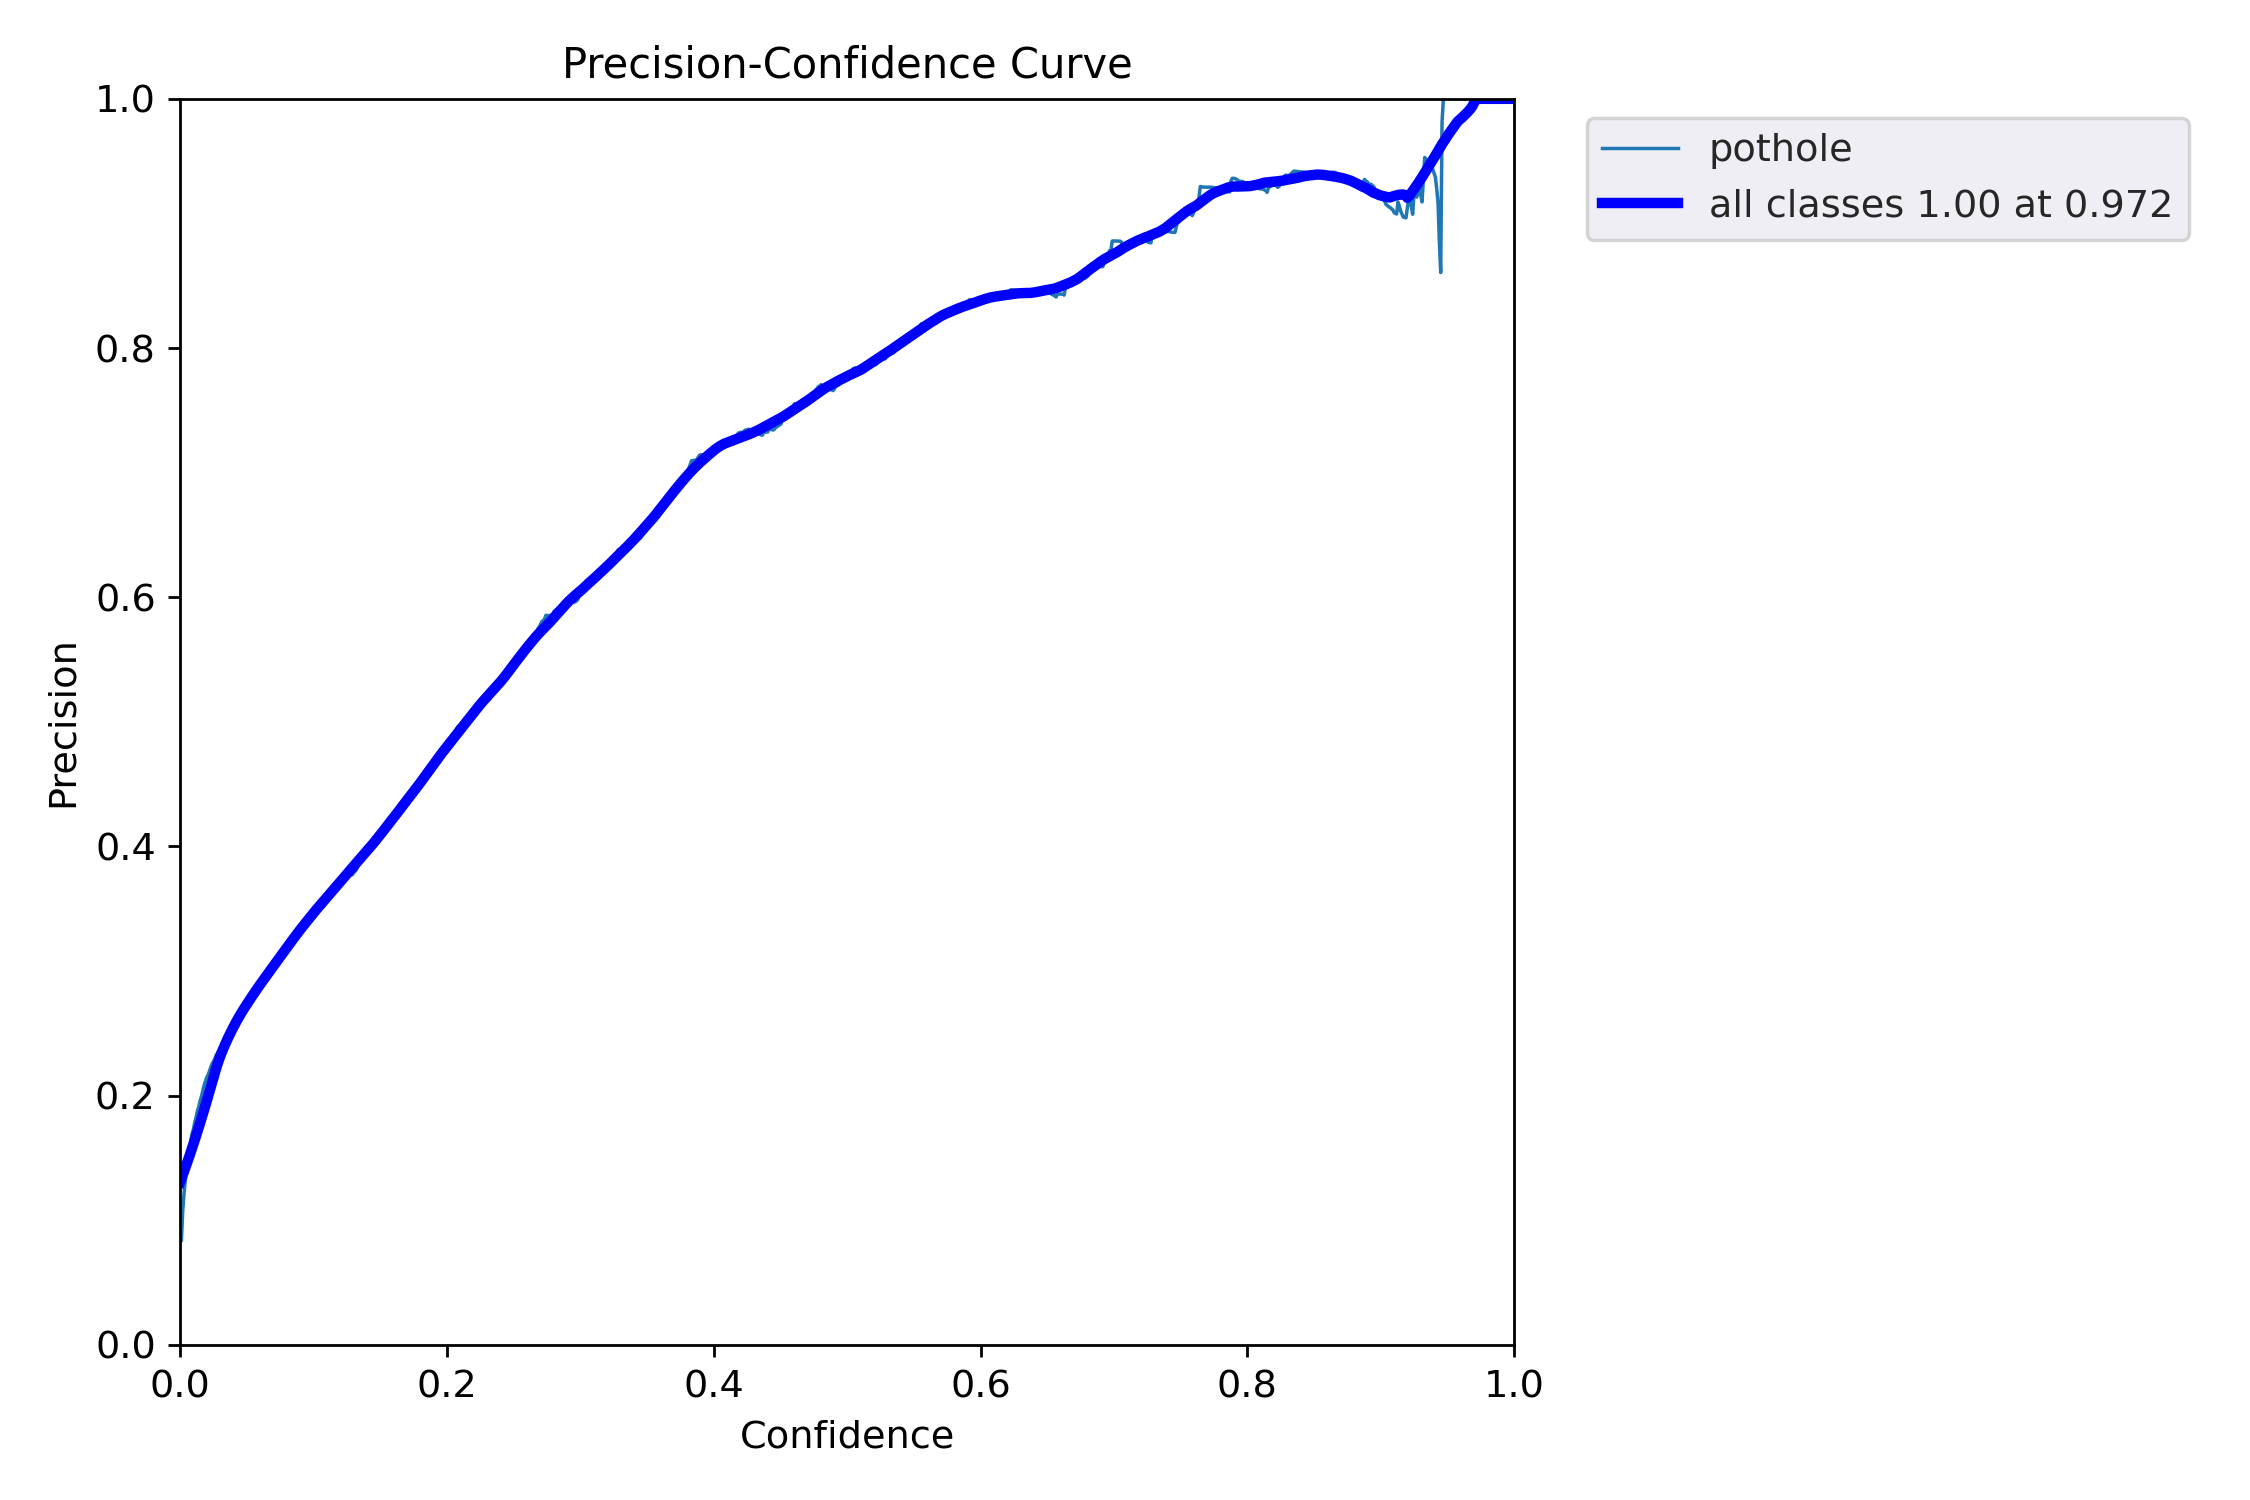 Precision-Confidence Curve
1.0
0.8
0.6
0.4
0.2
0.0
Precision
0.0 0.2 0.4 0.6 0.8 1.0
Confidence
pothole
all classes 1.00 at 0.972